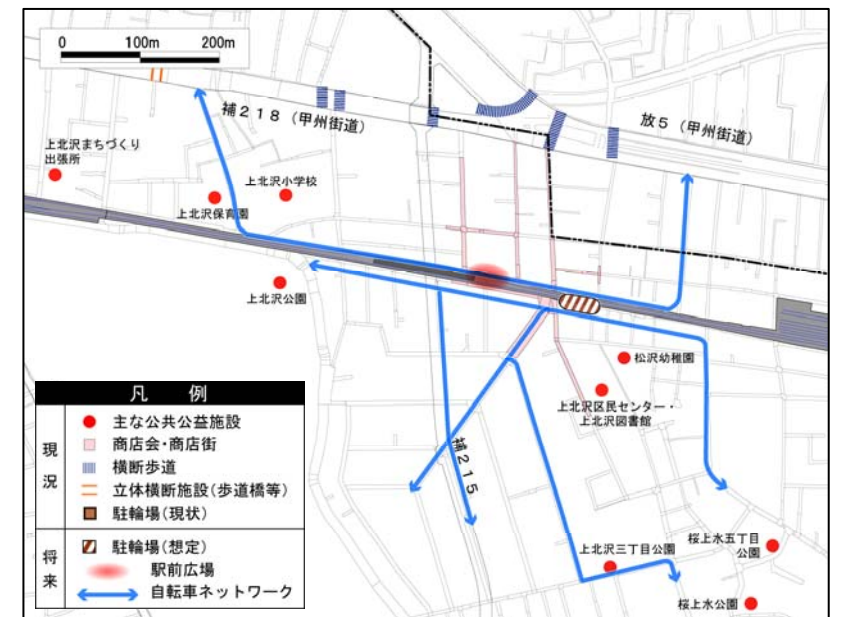 0 100m 200m
補218(甲州街道)
放5(甲州街道)
上北沢まちづくり
出張所
上北沢小学校
上北沢保育園
上北沢公園
松沢幼稚園
上北沢区民センター・
上北沢図書館
補215
上北沢三丁目公園
桜上水五丁目
公園
桜上水公園
凡 例
現況
主な公共公益施設
商店会・商店街
横断歩道
立体横断施設(歩道橋等)
駐輪場(現状)
将来
駐輪場(想定)
駅前広場
自転車ネットワーク